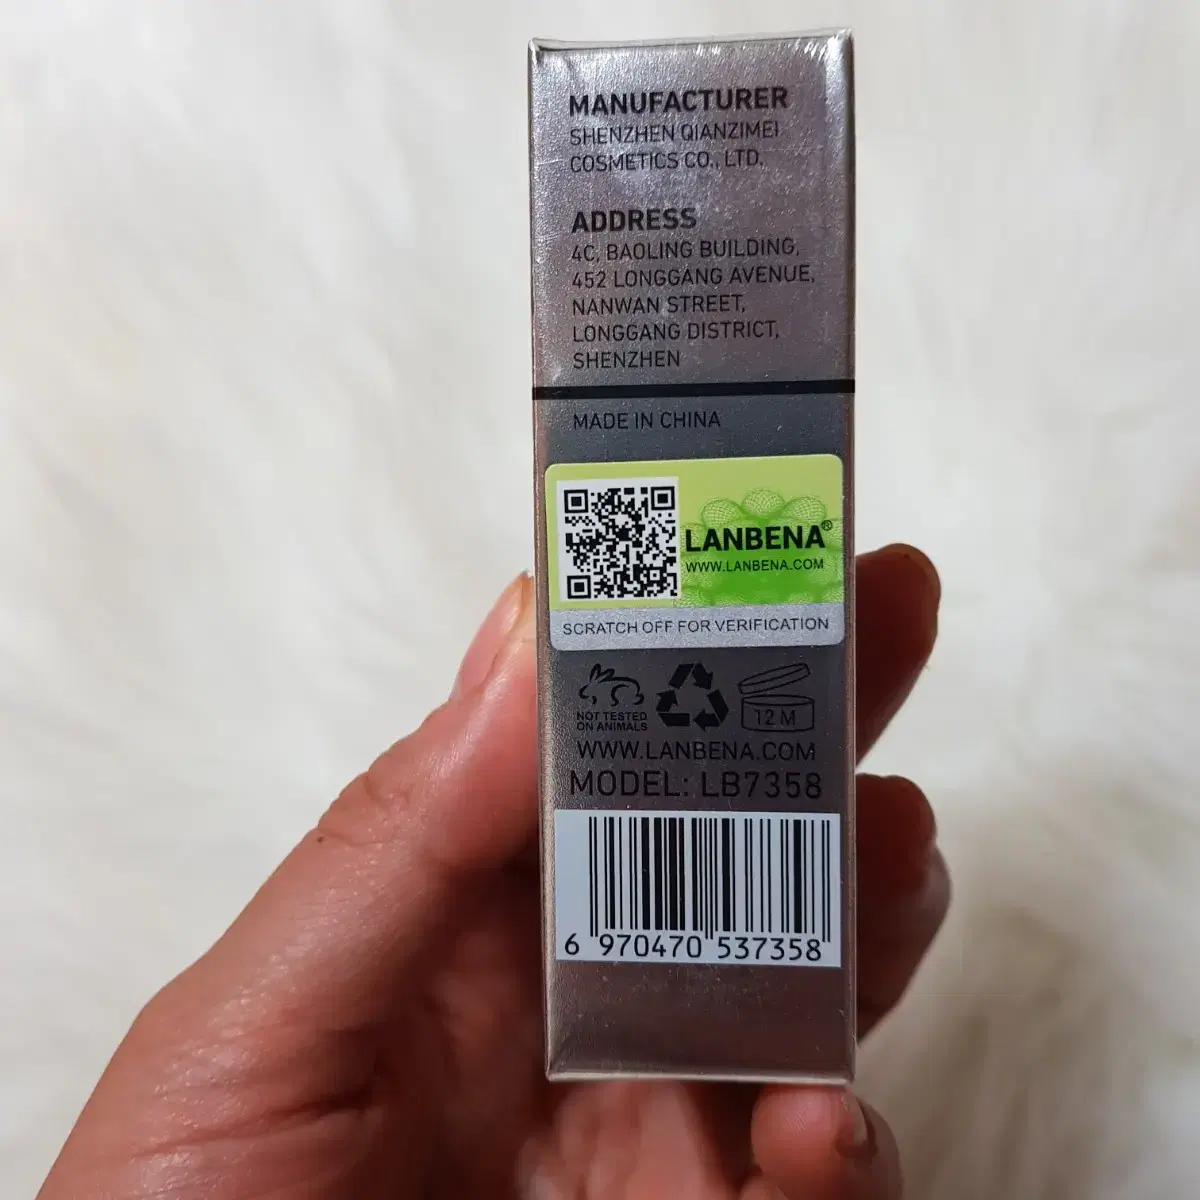 MANUFACTURER
SHENZHEN QIANZIMEI
COSMETICS CO., LTD.
ADDRESS
4C, BAOLING BUILDING,
452 LONGGANG AVENUE,
NANWAN STREET,
LONGGANG DISTRICT,
SHENZHEN
MADE IN CHINA
LANBENA®
WWW.LANBENA.COM
SCRATCH OFF FOR VERIFICATION
NOT TESTED
ON ANIMALS
12M
WWW.LANBENA.COM
MODEL: LB7358
6 970470 537358